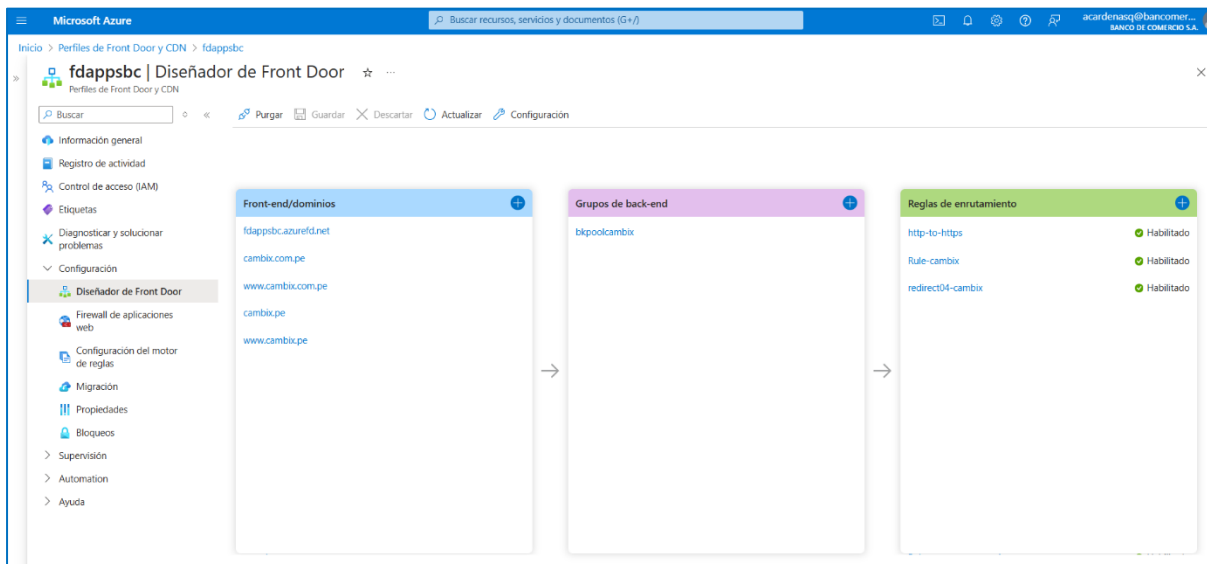 Microsoft Azure
Buscar recursos, servicios y documentos (G+/)
acardenasq@bancomer...
BANCO DE COMERCIO S.A.
Inicio > Perfiles de Front Door y CDN > fdappsbc
fdappsbc | Diseñador de Front Door
Perfiles de Front Door y CDN
Buscar
Purgar Guardar Descartar Actualizar Configuración
Información general
Registro de actividad
Control de acceso (IAM)
Etiquetas
Diagnosticar y solucionar
problemas
Configuración
Diseñador de Front Door
Firewall de aplicaciones
web
Configuración del motor
de reglas
Migración
Propiedades
Bloqueos
Supervisión
Automation
Ayuda
Front-end/dominios
fdappsbc.azurefd.net
cambix.com.pe
www.cambix.com.pe
cambix.pe
www.cambix.pe
Grupos de back-end
bkpoolcambix
Reglas de enrutamiento
http-to-https Habilitado
Rule-cambix Habilitado
redirect04-cambix Habilitado